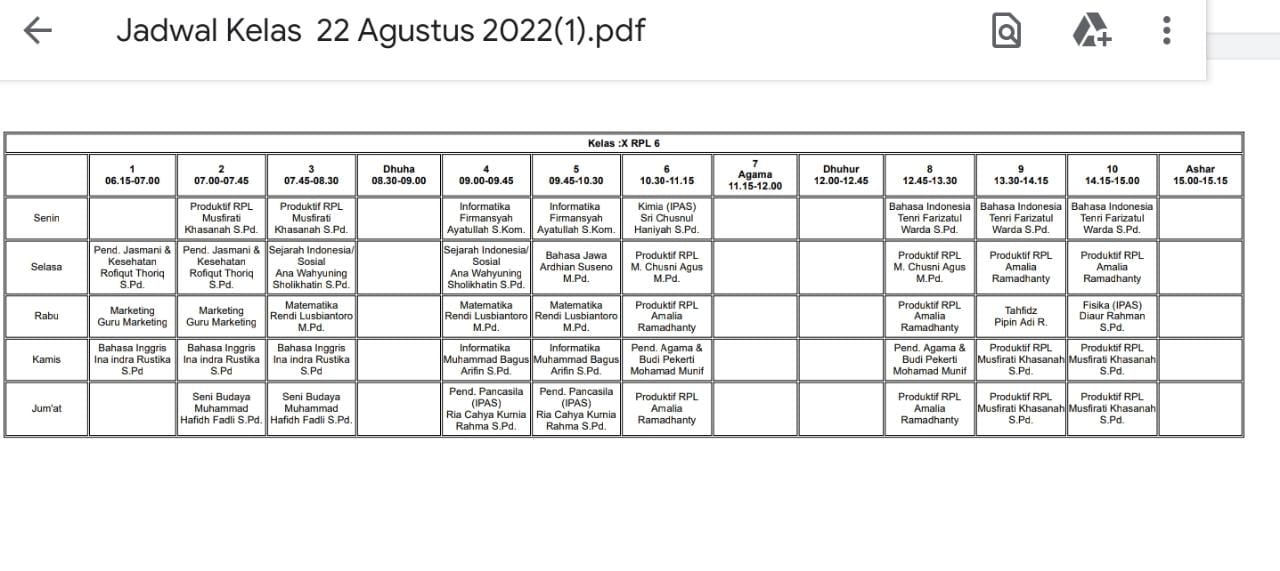 Jadwal Kelas 22 Agustus 2022(1).pdf
Kelas :X RPL 6
1 2 3 Dhuha 4 5 6 7 Agama Dhuhur 8 9 10 Ashar
06.15-07.00 07.00-07.45 07.45-08.30 08.30-09.00 09.00-09.45 09.45-10.30 10.30-11.15 11.15-12.00 12.00-12.45 12.45-13.30 13.30-14.15 14.15-15.00 15.00-15.15
Senin
Produktif RPL
Musfirati
Khasanah S.Pd.
Produktif RPL
Musfirati
Khasanah S.Pd.
Informatika
Firmansyah
Ayatullah S.Kom.
Informatika
Firmansyah
Ayatullah S.Kom.
Kimia (IPAS)
Sri Chusnul
Haniyah S.Pd.
Bahasa Indonesia
Tenri Farizatul
Warda S.Pd.
Bahasa Indonesia
Tenri Farizatul
Warda S.Pd.
Bahasa Indonesia
Tenri Farizatul
Warda S.Pd.
Selasa
Pend. Jasmani &
Kesehatan
Rofiqut Thoriq
S.Pd.
Pend. Jasmani &
Kesehatan
Rofiqut Thoriq
S.Pd.
Sejarah Indonesia/
Sosial
Ana Wahyuning
Sholikhatin S.Pd.
Sejarah Indonesia/
Sosial
Ana Wahyuning
Sholikhatin S.Pd.
Bahasa Jawa
Ardhian Suseno
M.Pd.
Produktif RPL
M. Chusni Agus
M.Pd.
Produktif RPL
M. Chusni Agus
M.Pd.
Produktif RPL
Amalia
Ramadhanty
Produktif RPL
Amalia
Ramadhanty
Rabu
Marketing
Guru Marketing
Marketing
Guru Marketing
Matematika
Rendi Lusbiantoro
M.Pd.
Matematika
Rendi Lusbiantoro
M.Pd.
Matematika
Rendi Lusbiantoro
M.Pd.
Produktif RPL
Amalia
Ramadhanty
Produktif RPL
Amalia
Ramadhanty
Tahfidz
Pipin Adi R.
Fisika (IPAS)
Diaur Rahman
S.Pd.
Kamis
Bahasa Inggris
Ina indra Rustika
S.Pd
Bahasa Inggris
Ina indra Rustika
S.Pd
Bahasa Inggris
Ina indra Rustika
S.Pd
Informatika
Muhammad Bagus
Arifin S.Pd.
Informatika
Muhammad Bagus
Arifin S.Pd.
Pend. Agama &
Budi Pekerti
Mohamad Munif
Pend. Agama &
Budi Pekerti
Mohamad Munif
Produktif RPL
Musfirati Khasanah
S.Pd.
Produktif RPL
Musfirati Khasanah
S.Pd.
Jum'at
Seni Budaya
Muhammad
Hafidh Fadli S.Pd.
Seni Budaya
Muhammad
Hafidh Fadli S.Pd.
Pend. Pancasila
(IPAS)
Ria Cahya Kurnia
Rahma S.Pd.
Pend. Pancasila
(IPAS)
Ria Cahya Kurnia
Rahma S.Pd.
Produktif RPL
Amalia
Ramadhanty
Produktif RPL
Amalia
Ramadhanty
Produktif RPL
Musfirati Khasanah
S.Pd.
Produktif RPL
Musfirati Khasanah
S.Pd.